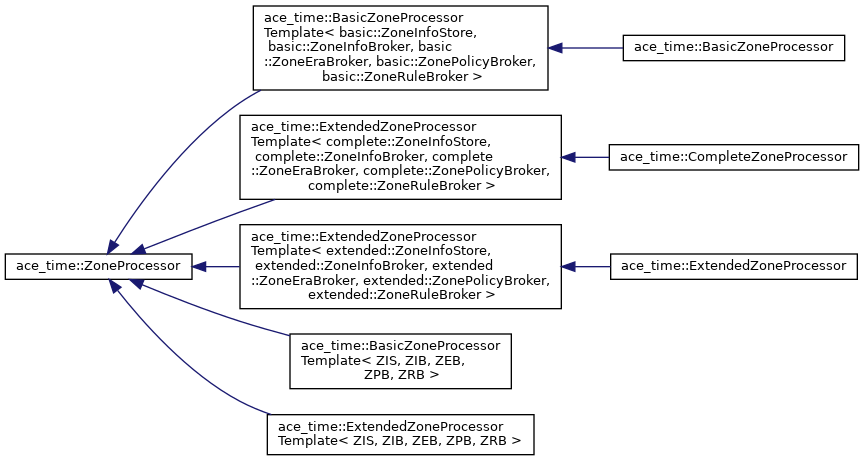 ace_time::BasicZoneProcessor
Template< basic::ZoneInfoStore,
basic::ZoneInfoBroker, basic
::ZoneEraBroker, basic::ZonePolicyBroker,
basic::ZoneRuleBroker >
ace_time::BasicZoneProcessor
ace_time::ExtendedZoneProcessor
Template< complete::ZoneInfoStore,
complete::ZoneInfoBroker, complete
::ZoneEraBroker, complete::ZonePolicyBroker,
complete::ZoneRuleBroker >
ace_time::CompleteZoneProcessor
ace_time::ZoneProcessor
ace_time::ExtendedZoneProcessor
Template< extended::ZoneInfoStore,
extended::ZoneInfoBroker, extended
::ZoneEraBroker, extended::ZonePolicyBroker,
extended::ZoneRuleBroker >
ace_time::ExtendedZoneProcessor
ace_time::BasicZoneProcessor
Template< ZIS, ZIB, ZEB,
ZPB, ZRB >
ace_time::ExtendedZoneProcessor
Template< ZIS, ZIB, ZEB, ZPB, ZRB >